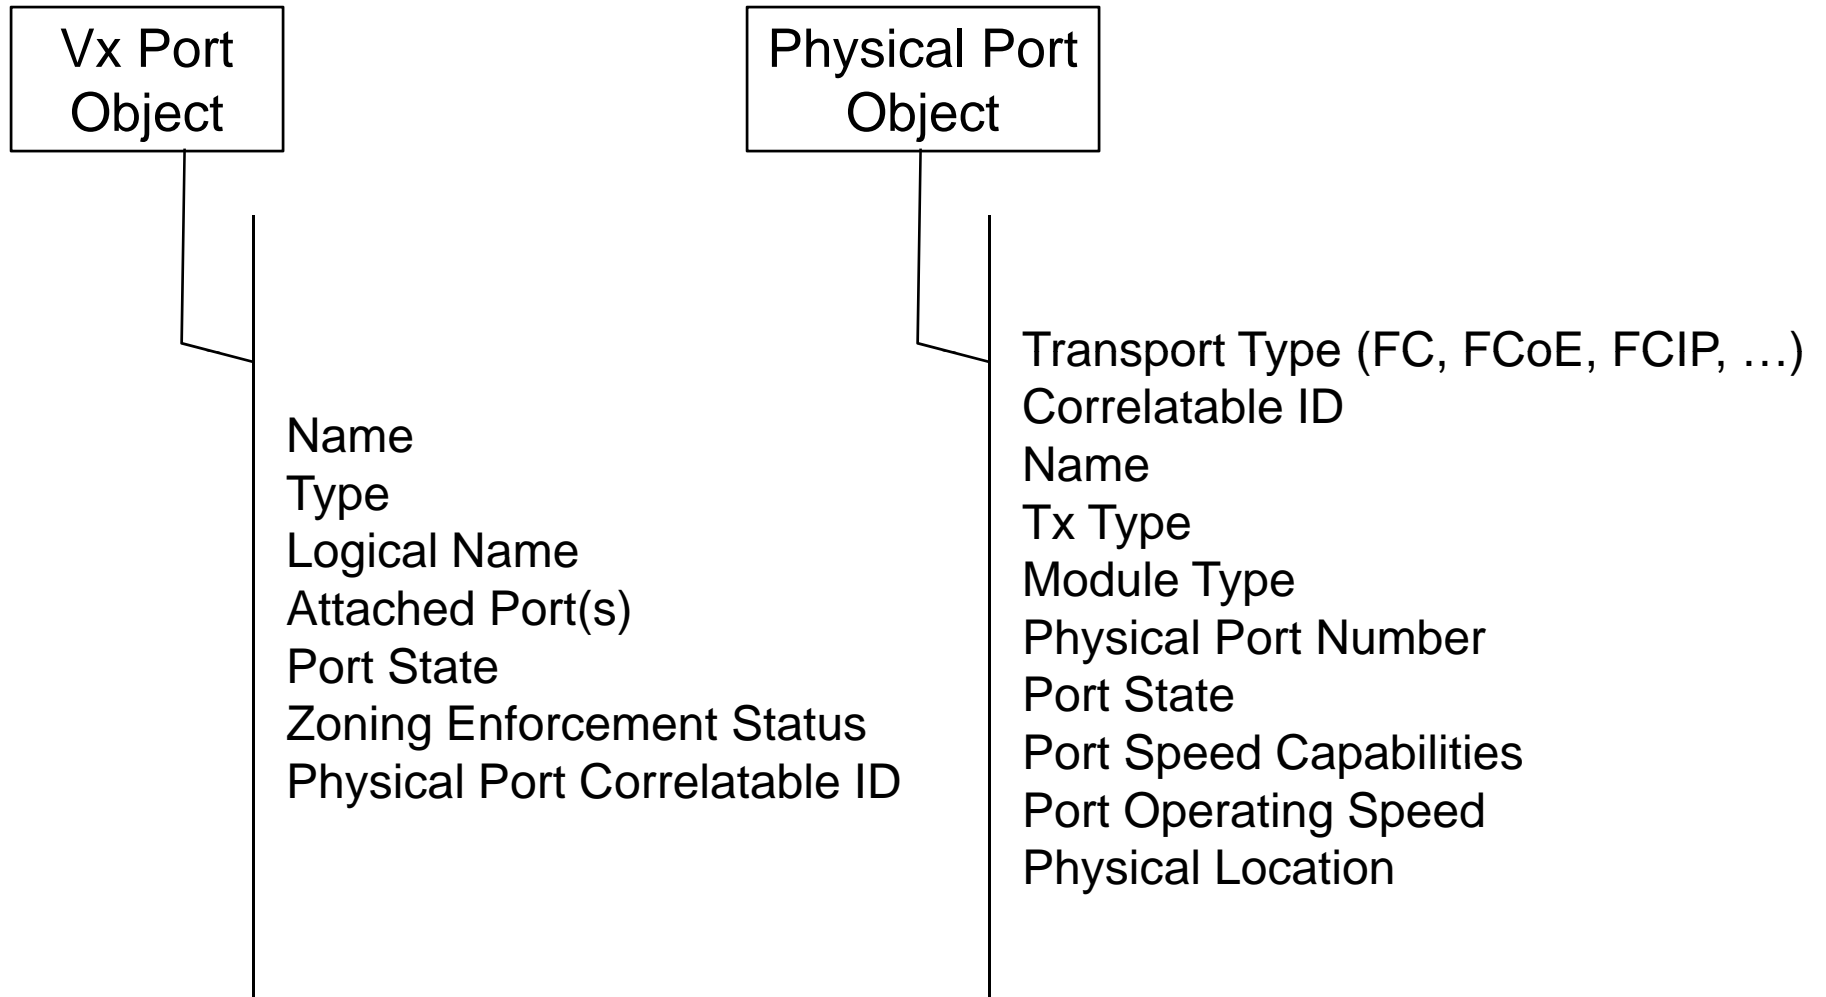 Vx Port
Object
Name
Type
Logical Name
Attached Port(s)
Port State
Zoning Enforcement Status
Physical Port Correlatable ID
Physical Port
Object
Transport Type (FC, FCoE, FCIP, …)
Correlatable ID
Name
Tx Type
Module Type
Physical Port Number
Port State
Port Speed Capabilities
Port Operating Speed
Physical Location